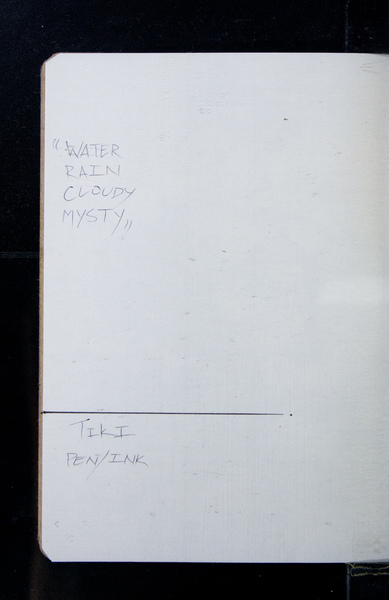 "WATER
RAIN
CLOUDY
MYSTY„
TIKI
PEN/INK